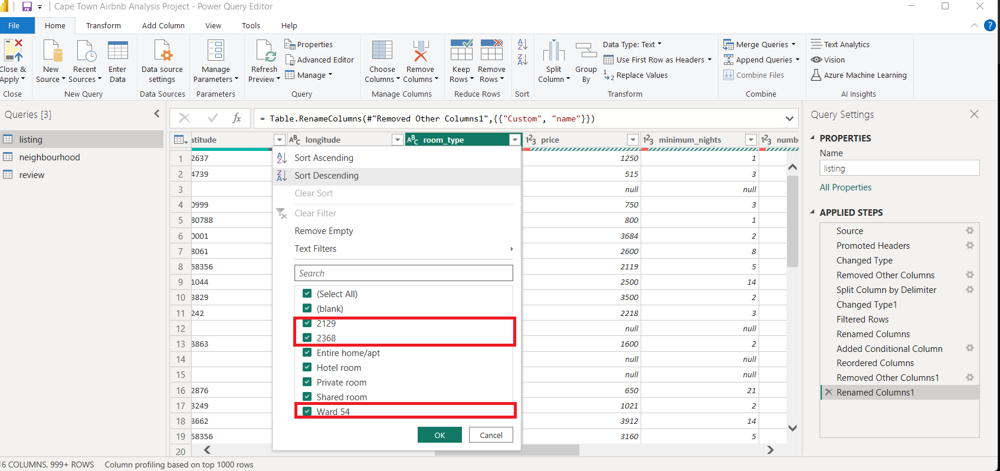 Cape Town Airbnb Analysis Project - Power Query Editor
File Home Transform Add Column View Tools Help
Close & Apply
Close
New Source
Recent Sources
Enter Data
New Query
Data source settings
Data Sources
Manage Parameters
Parameters
Refresh Preview
Properties
Advanced Editor
Manage
Query
Choose Columns
Remove Columns
Manage Columns
Keep Rows
Remove Rows
Reduce Rows
Sort
Split Column
Group By
Data Type: Text
Use First Row as Headers
Replace Values
Transform
Merge Queries
Append Queries
Combine Files
Combine
Text Analytics
Vision
Azure Machine Learning
AI Insights
Queries [3]
listing
neighbourhood
review
fx = Table.RenameColumns(#"Removed Other Columns1",{{"Custom", "name"}})
atitude ABC longitude ABC room_type 123 price 123 minimum_nights 123 numb
1 2637 1250 1
2 4739 515 3
3 null null
4 0999 750 3
5 80788 800 1
6 0001 3684 2
7 8061 2600 8
8 58356 2119 5
9 1044 2500 14
10 3829 3500 2
11 242 2218 3
12 null null
13 3863 1600 2
14 null null
15 null null
16 2876 650 21
17 3249 1021 2
18 3662 3912 14
19 58356 3160 5
20
Sort Ascending
Sort Descending
Clear Sort
Clear Filter
Remove Empty
Text Filters
Search
(Select All)
(blank)
2129
2368
Entire home/apt
Hotel room
Private room
Shared room
Ward 54
OK Cancel
Query Settings
PROPERTIES
Name
listing
All Properties
APPLIED STEPS
Source
Promoted Headers
Changed Type
Removed Other Columns
Split Column by Delimiter
Changed Type1
Filtered Rows
Renamed Columns
Added Conditional Column
Reordered Columns
Removed Other Columns1
Renamed Columns1
16 COLUMNS, 999+ ROWS Column profiling based on top 1000 rows